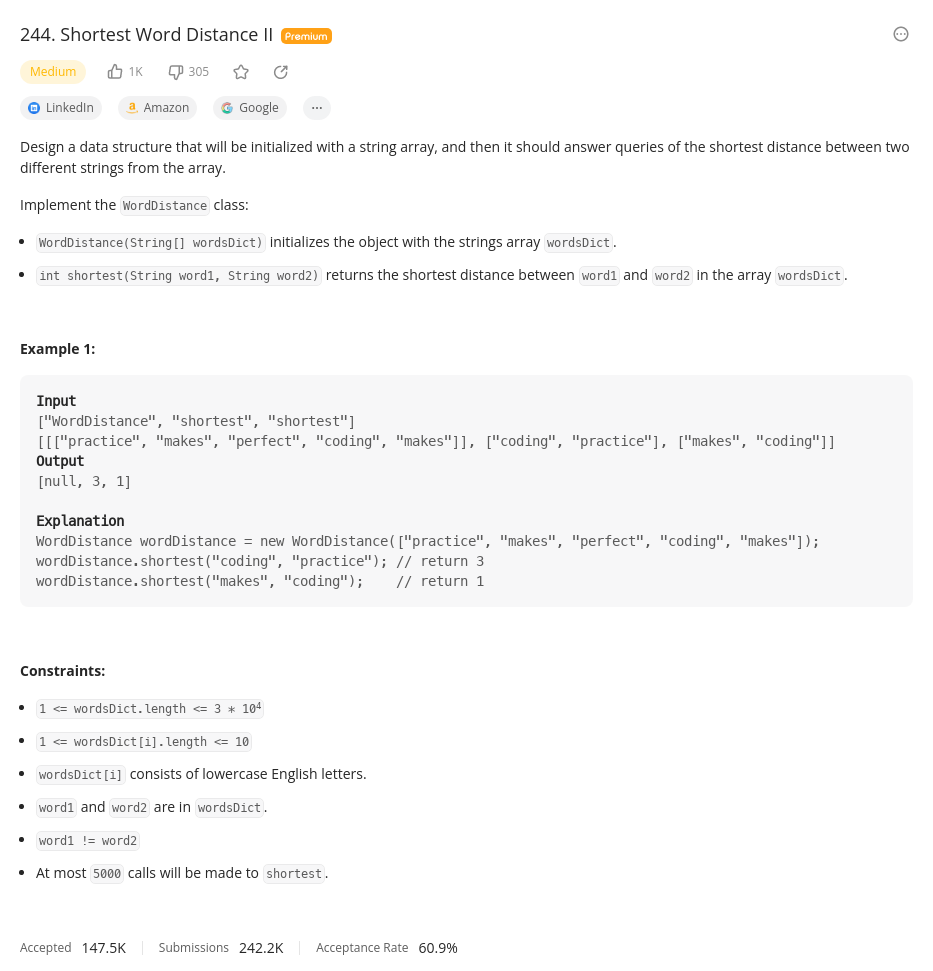 244. Shortest Word Distance II Premium
Medium 1K 305
LinkedIn Amazon Google ...
Design a data structure that will be initialized with a string array, and then it should answer queries of the shortest distance between two
different strings from the array.
Implement the WordDistance class:
• WordDistance(String[] wordsDict) initializes the object with the strings array wordsDict.
• int shortest(String word1, String word2) returns the shortest distance between word1 and word2 in the array wordsDict.
Example 1:
Input
["WordDistance", "shortest", "shortest"]
[[["practice", "makes", "perfect", "coding", "makes"]], ["coding", "practice"], ["makes", "coding"]]
Output
[null, 3, 1]
Explanation
WordDistance wordDistance = new WordDistance(["practice", "makes", "perfect", "coding", "makes"]);
wordDistance.shortest("coding", "practice"); // return 3
wordDistance.shortest("makes", "coding");    // return 1
Constraints:
• 1 <= wordsDict.length <= 3 * 10⁴
• 1 <= wordsDict[i].length <= 10
• wordsDict[i] consists of lowercase English letters.
• word1 and word2 are in wordsDict.
• word1 != word2
• At most 5000 calls will be made to shortest.
Accepted 147.5K Submissions 242.2K Acceptance Rate 60.9%